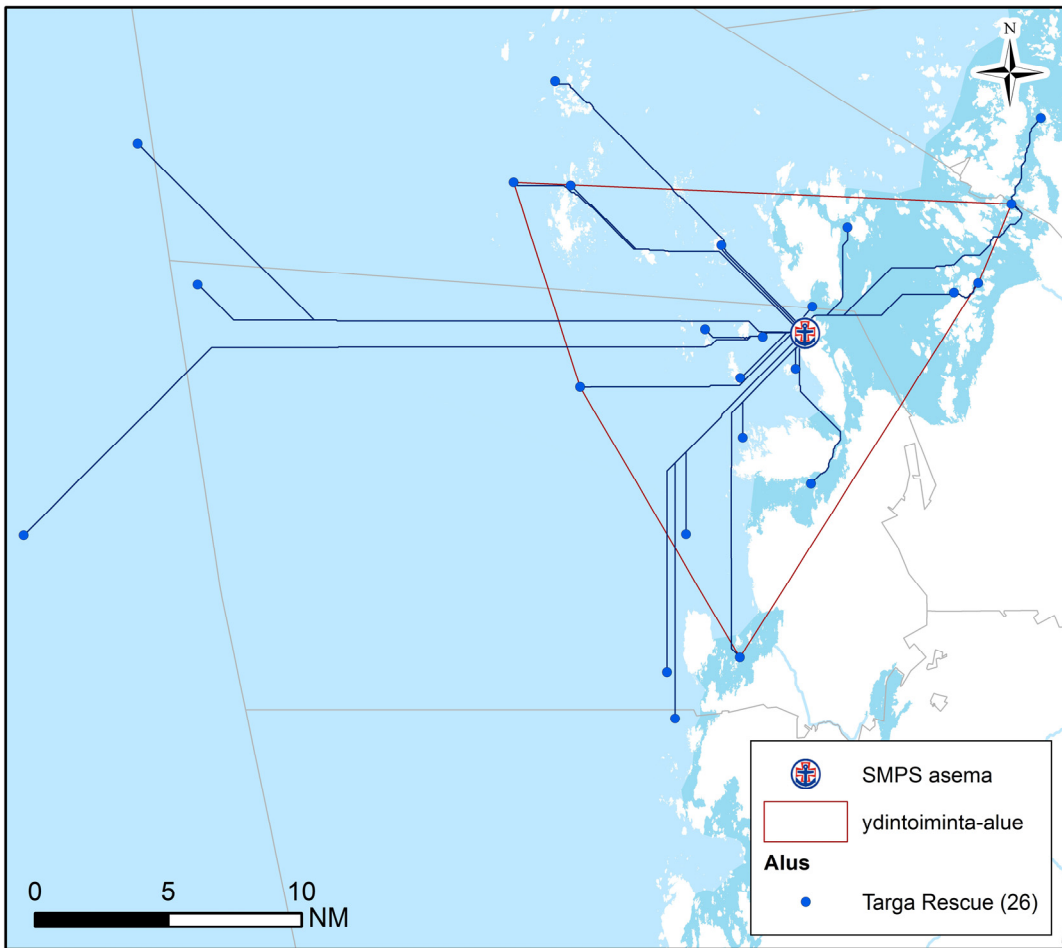 N
SMPS asema
ydintoiminta-alue
Alus
Targa Rescue (26)
0 5 10
NM